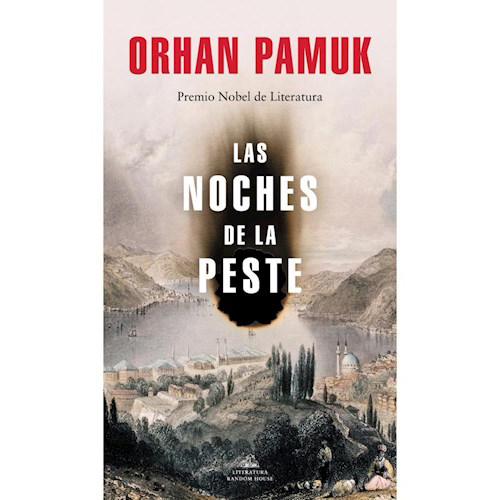 ORHAN PAMUK
Premio Nobel de Literatura
LAS
NOCHES
DE LA
PESTE
LITERATURA
RANDOM HOUSE